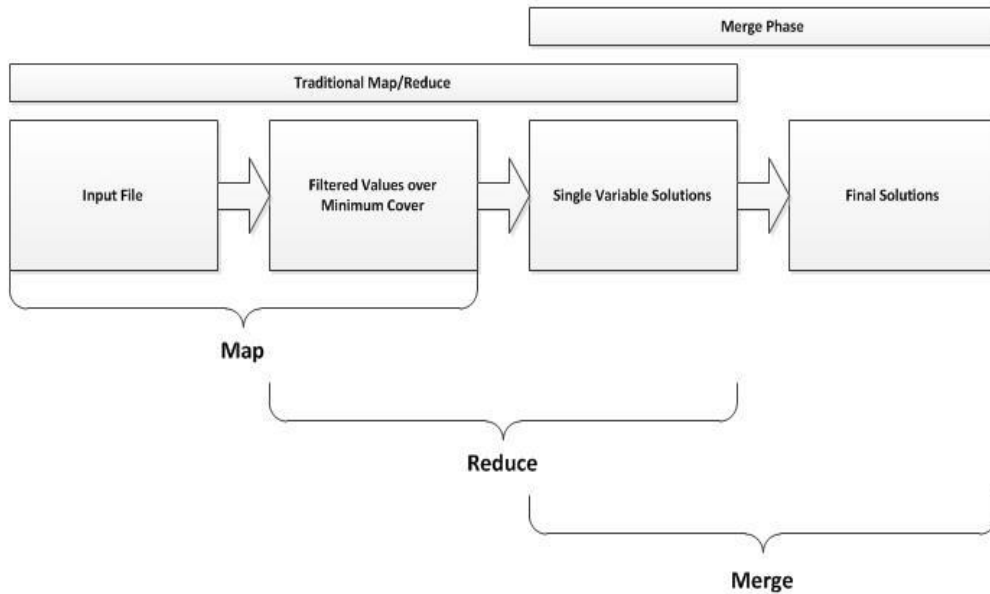 Merge Phase
Traditional Map/Reduce
Input File
Filtered Values over
Minimum Cover
Single Variable Solutions
Final Solutions
Map
Reduce
Merge